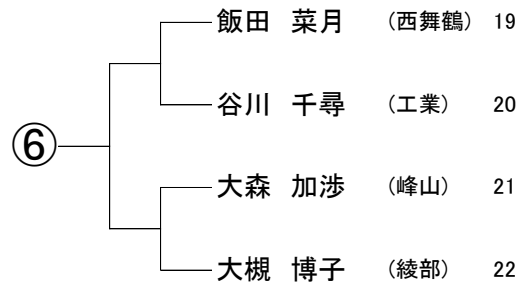 飯田 菜月 (西舞鶴) 19
谷川 千尋 (工業) 20
⑥
大森 加渉 (峰山) 21
大槻 博子 (綾部) 22